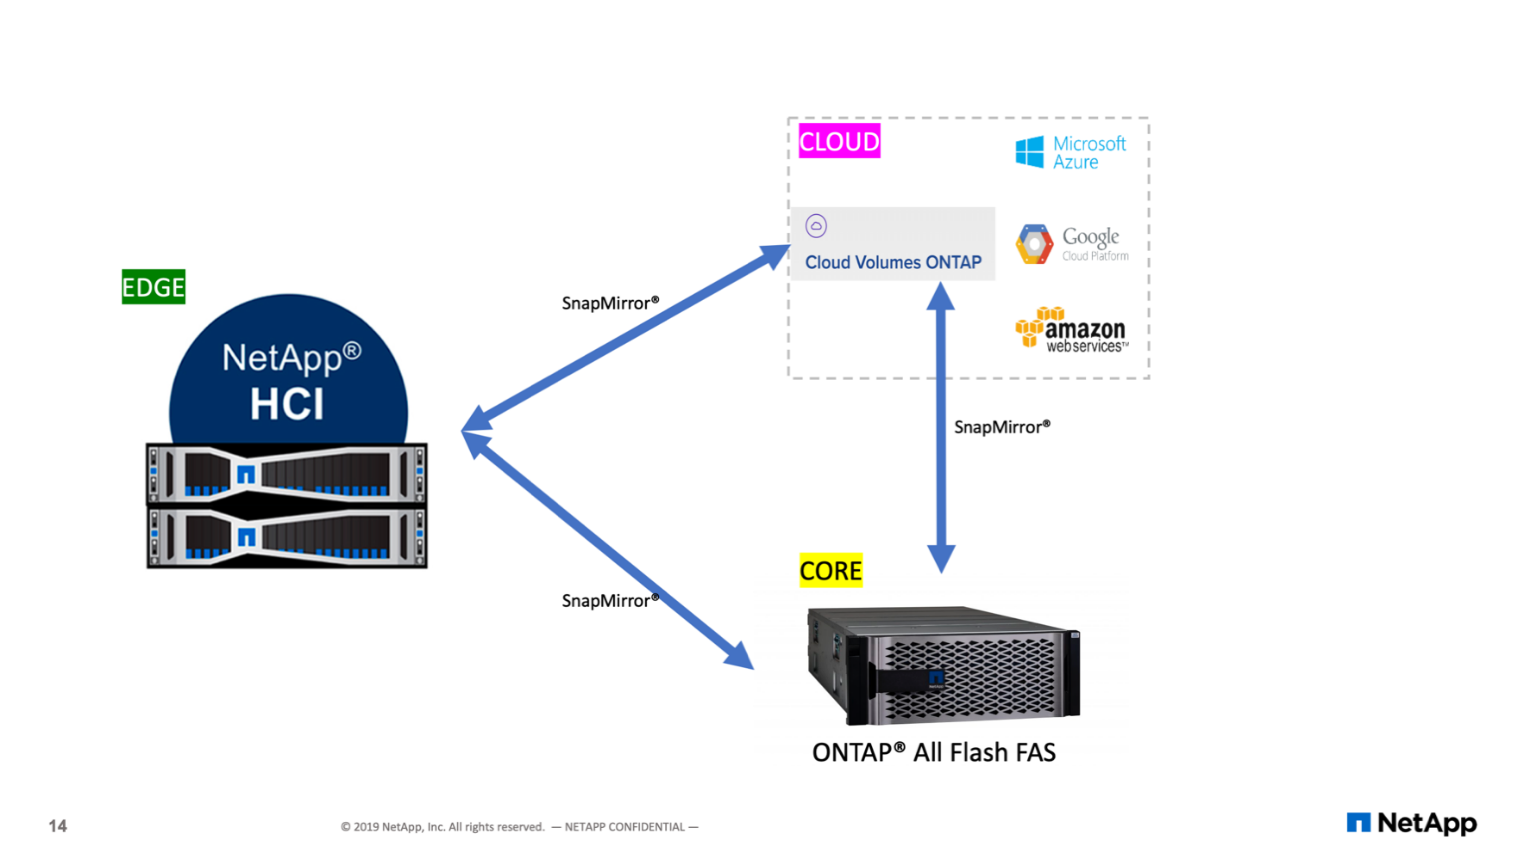 CLOUD
Microsoft
Azure
Google
Cloud Platform
amazon
webservices™
Cloud Volumes ONTAP
EDGE
NetApp®
HCI
SnapMirror®
SnapMirror®
SnapMirror®
CORE
NetApp
ONTAP® All Flash FAS
14
© 2019 NetApp, Inc. All rights reserved. — NETAPP CONFIDENTIAL —
NetApp